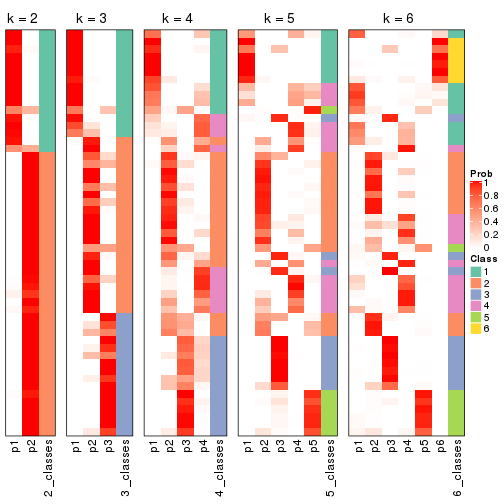 k = 2
k = 3
k = 4
k = 5
k = 6
p1
p2
2_classes
p1
p2
p3
3_classes
p1
p2
p3
p4
4_classes
p1
p2
p3
p4
p5
5_classes
p1
p2
p3
p4
p5
p6
6_classes
Prob
1
0.8
0.6
0.4
0.2
0
Class
1
2
3
4
5
6